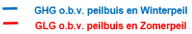 GHG o.b.v. peilbuis en Winterpeil
GLG o.b.v. peilbuis en Zomerpeil